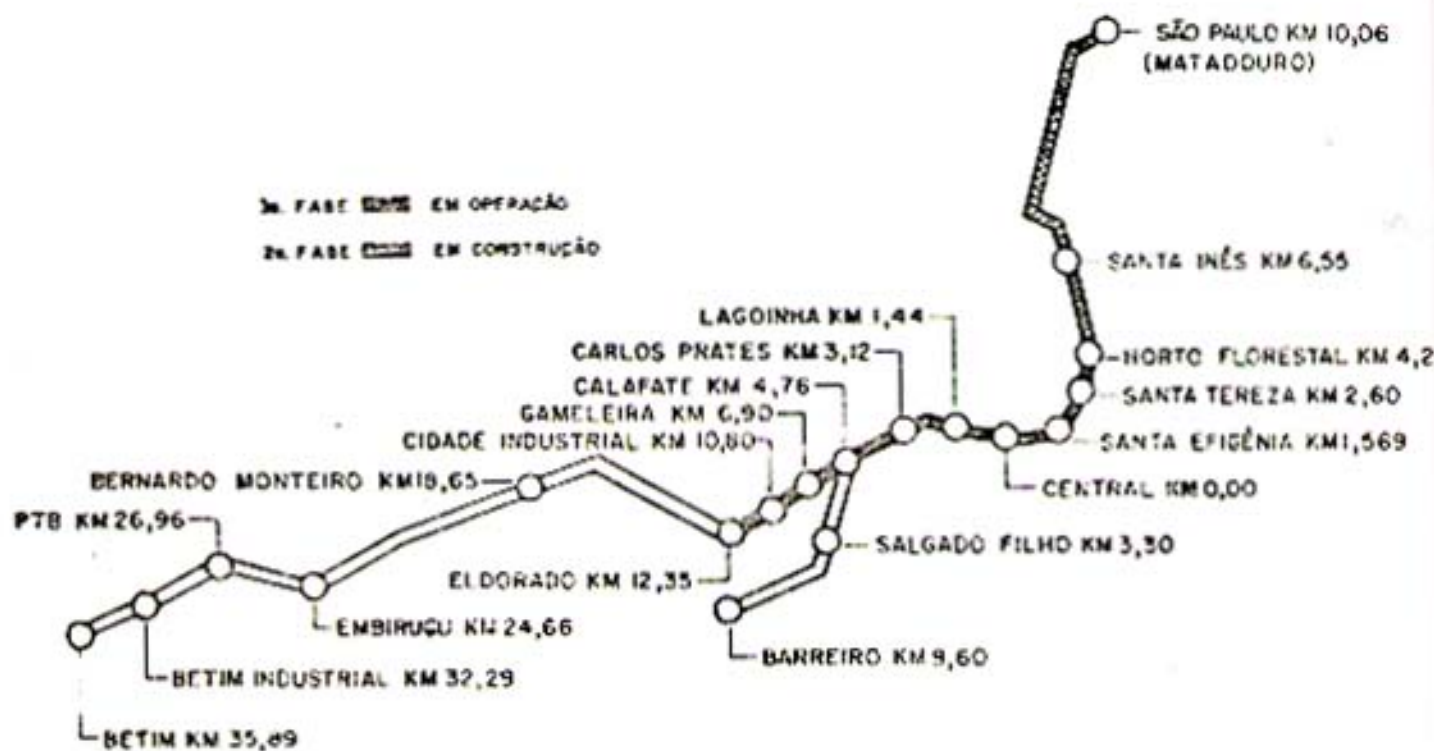 SÃO PAULO KM 10,06
(MATADOURO)
FASE EM OPERAÇÃO
2a. FASE EM CONSTRUÇÃO
SANTA INÊS KM 6,55
LAGOINHA KM 1,44
CARLOS PRATES KM 3,12
HORTO FLORESTAL KM 4,2
CALAFATE KM 4,76
SANTA TEREZA KM 2,60
GAMELEIRA KM 6,90
CIDADE INDUSTRIAL KM 10,80
SANTA EFIGÊNIA KM 1,569
BERNARDO MONTEIRO KM 18,65
CENTRAL KM 0,00
PTB KM 26,96
SALGADO FILHO KM 3,30
ELDORADO KM 12,35
EMBIRUÇU KM 24,66
BARREIRO KM 9,60
BETIM INDUSTRIAL KM 32,29
BETIM KM